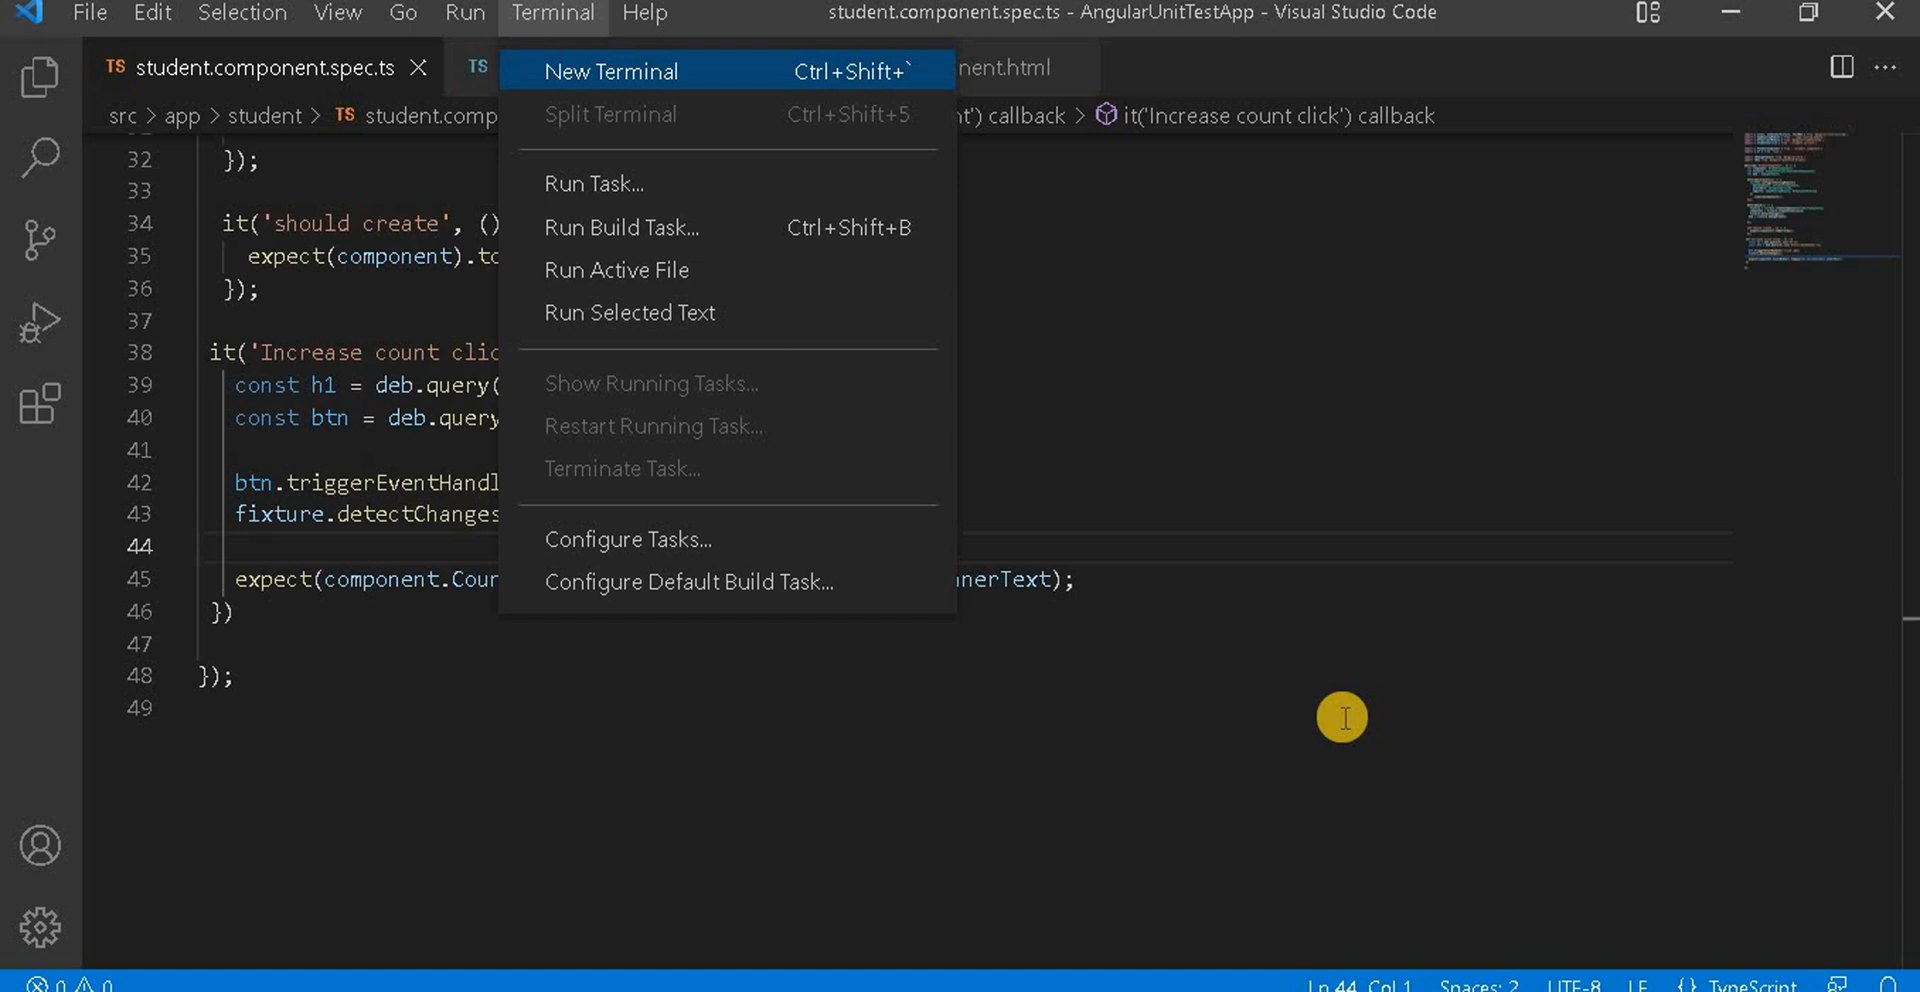 File Edit Selection View Go Run Terminal Help student.component.spec.ts - AngularUnitTestApp - Visual Studio Code
TS student.component.spec.ts TS nent.html
src > app > student > TS student.comp t') callback > it('Increase count click') callback
New Terminal Ctrl+Shift+`
Split Terminal Ctrl+Shift+5
Run Task...
Run Build Task... Ctrl+Shift+B
Run Active File
Run Selected Text
Show Running Tasks...
Restart Running Task...
Terminate Task...
Configure Tasks...
Configure Default Build Task...
32 });
33
34 it('should create', ()
35 expect(component).to
36 });
37
38 it('Increase count clic
39 const h1 = deb.query(
40 const btn = deb.query
41
42 btn.triggerEventHandl
43 fixture.detectChanges
44
45 expect(component.Cour nerText);
46 })
47
48 });
49
0 0 Ln 44, Col 1 Spaces: 2 UTF-8 LF {} TypeScript